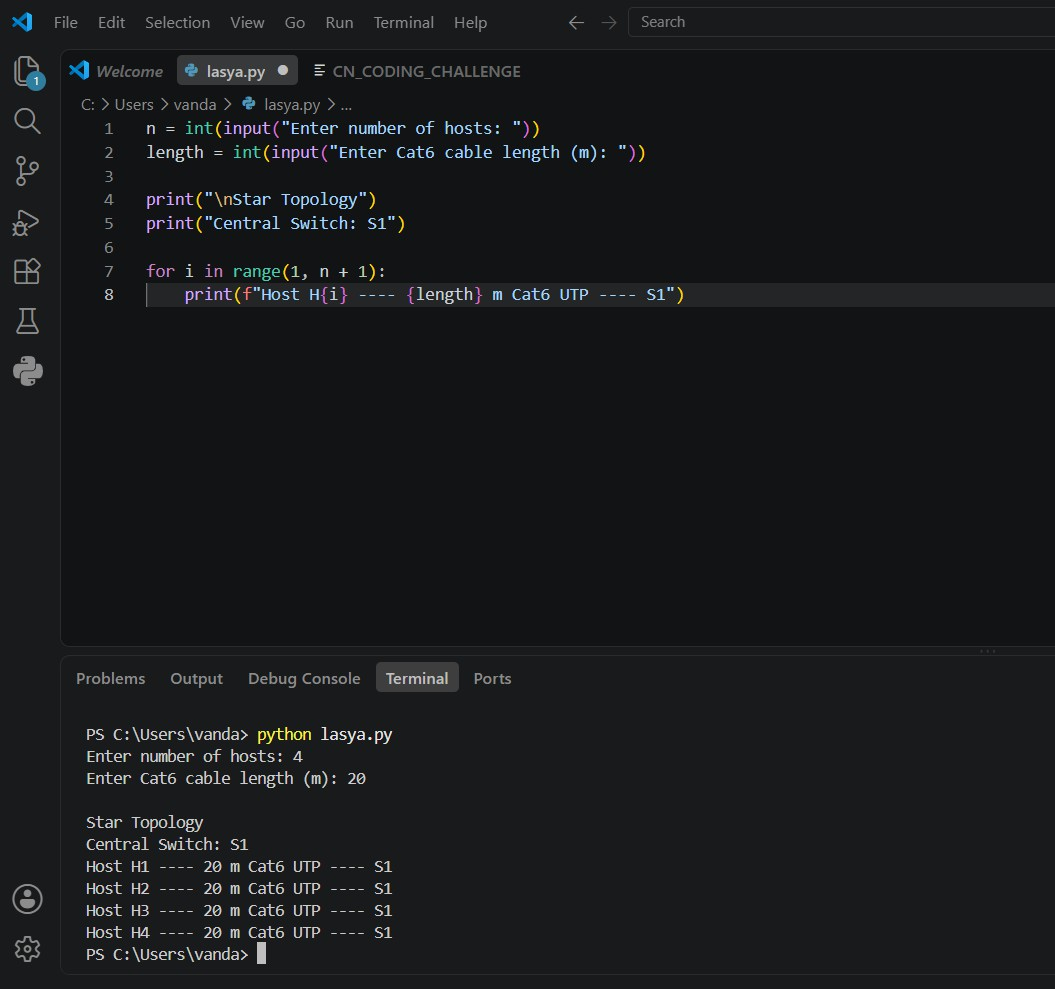 File Edit Selection View Go Run Terminal Help Search
1
Welcome lasya.py CN_CODING_CHALLENGE
C: > Users > vanda > lasya.py > ...
1 n = int(input("Enter number of hosts: "))
2 length = int(input("Enter Cat6 cable length (m): "))
3
4 print("\nStar Topology")
5 print("Central Switch: S1")
6
7 for i in range(1, n + 1):
8     print(f"Host H{i} ---- {length} m Cat6 UTP ---- S1")
Problems Output Debug Console Terminal Ports
PS C:\Users\vanda> python lasya.py
Enter number of hosts: 4
Enter Cat6 cable length (m): 20
Star Topology
Central Switch: S1
Host H1 ---- 20 m Cat6 UTP ---- S1
Host H2 ---- 20 m Cat6 UTP ---- S1
Host H3 ---- 20 m Cat6 UTP ---- S1
Host H4 ---- 20 m Cat6 UTP ---- S1
PS C:\Users\vanda>